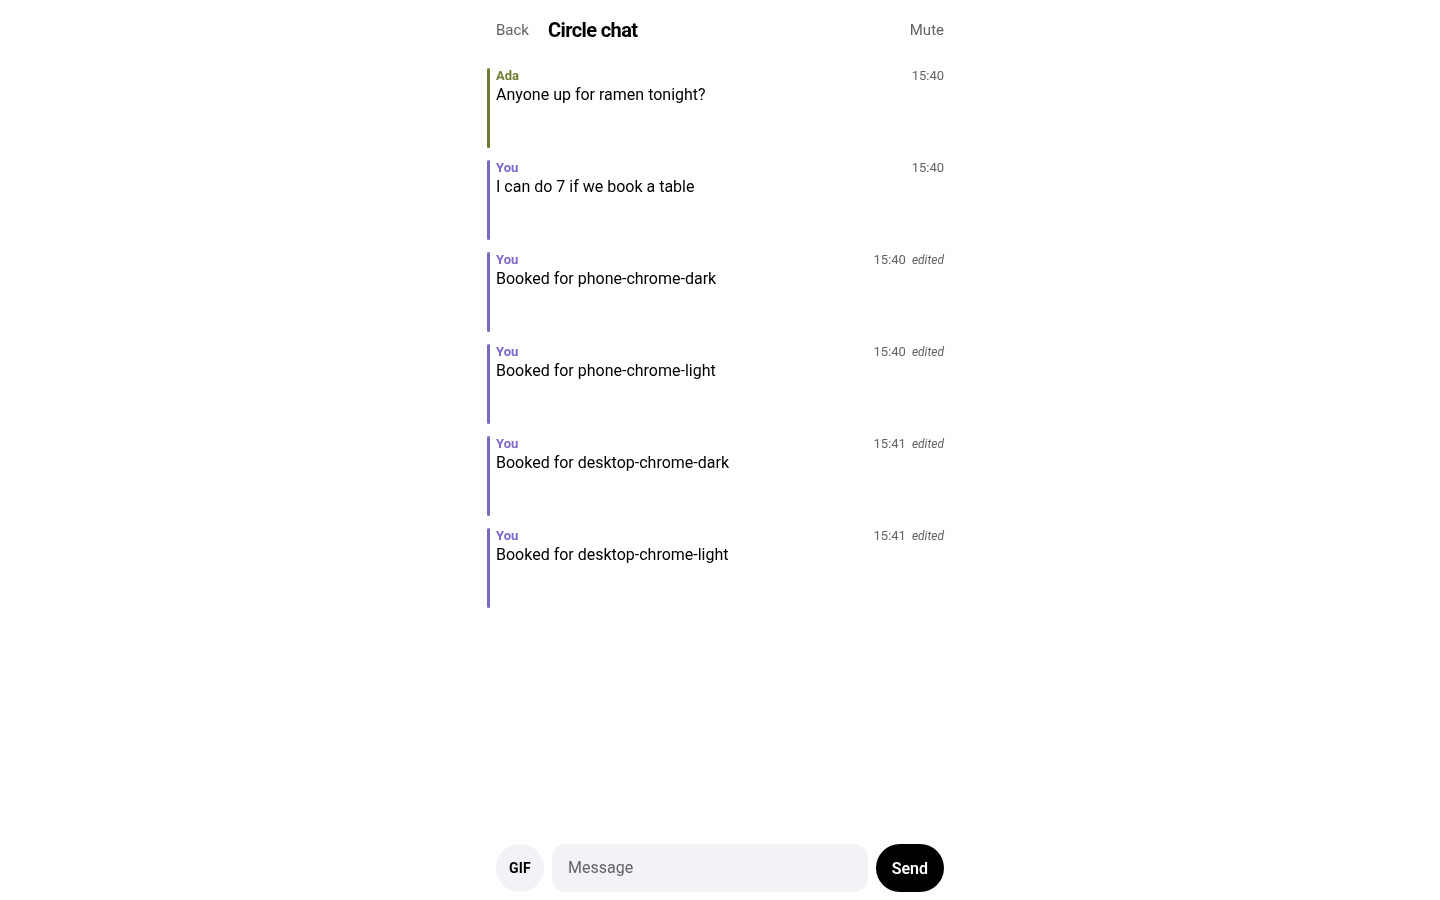 Back Circle chat Mute
Ada 15:40
Anyone up for ramen tonight?
You 15:40
I can do 7 if we book a table
You 15:40 edited
Booked for phone-chrome-dark
You 15:40 edited
Booked for phone-chrome-light
You 15:41 edited
Booked for desktop-chrome-dark
You 15:41 edited
Booked for desktop-chrome-light
GIF Message Send